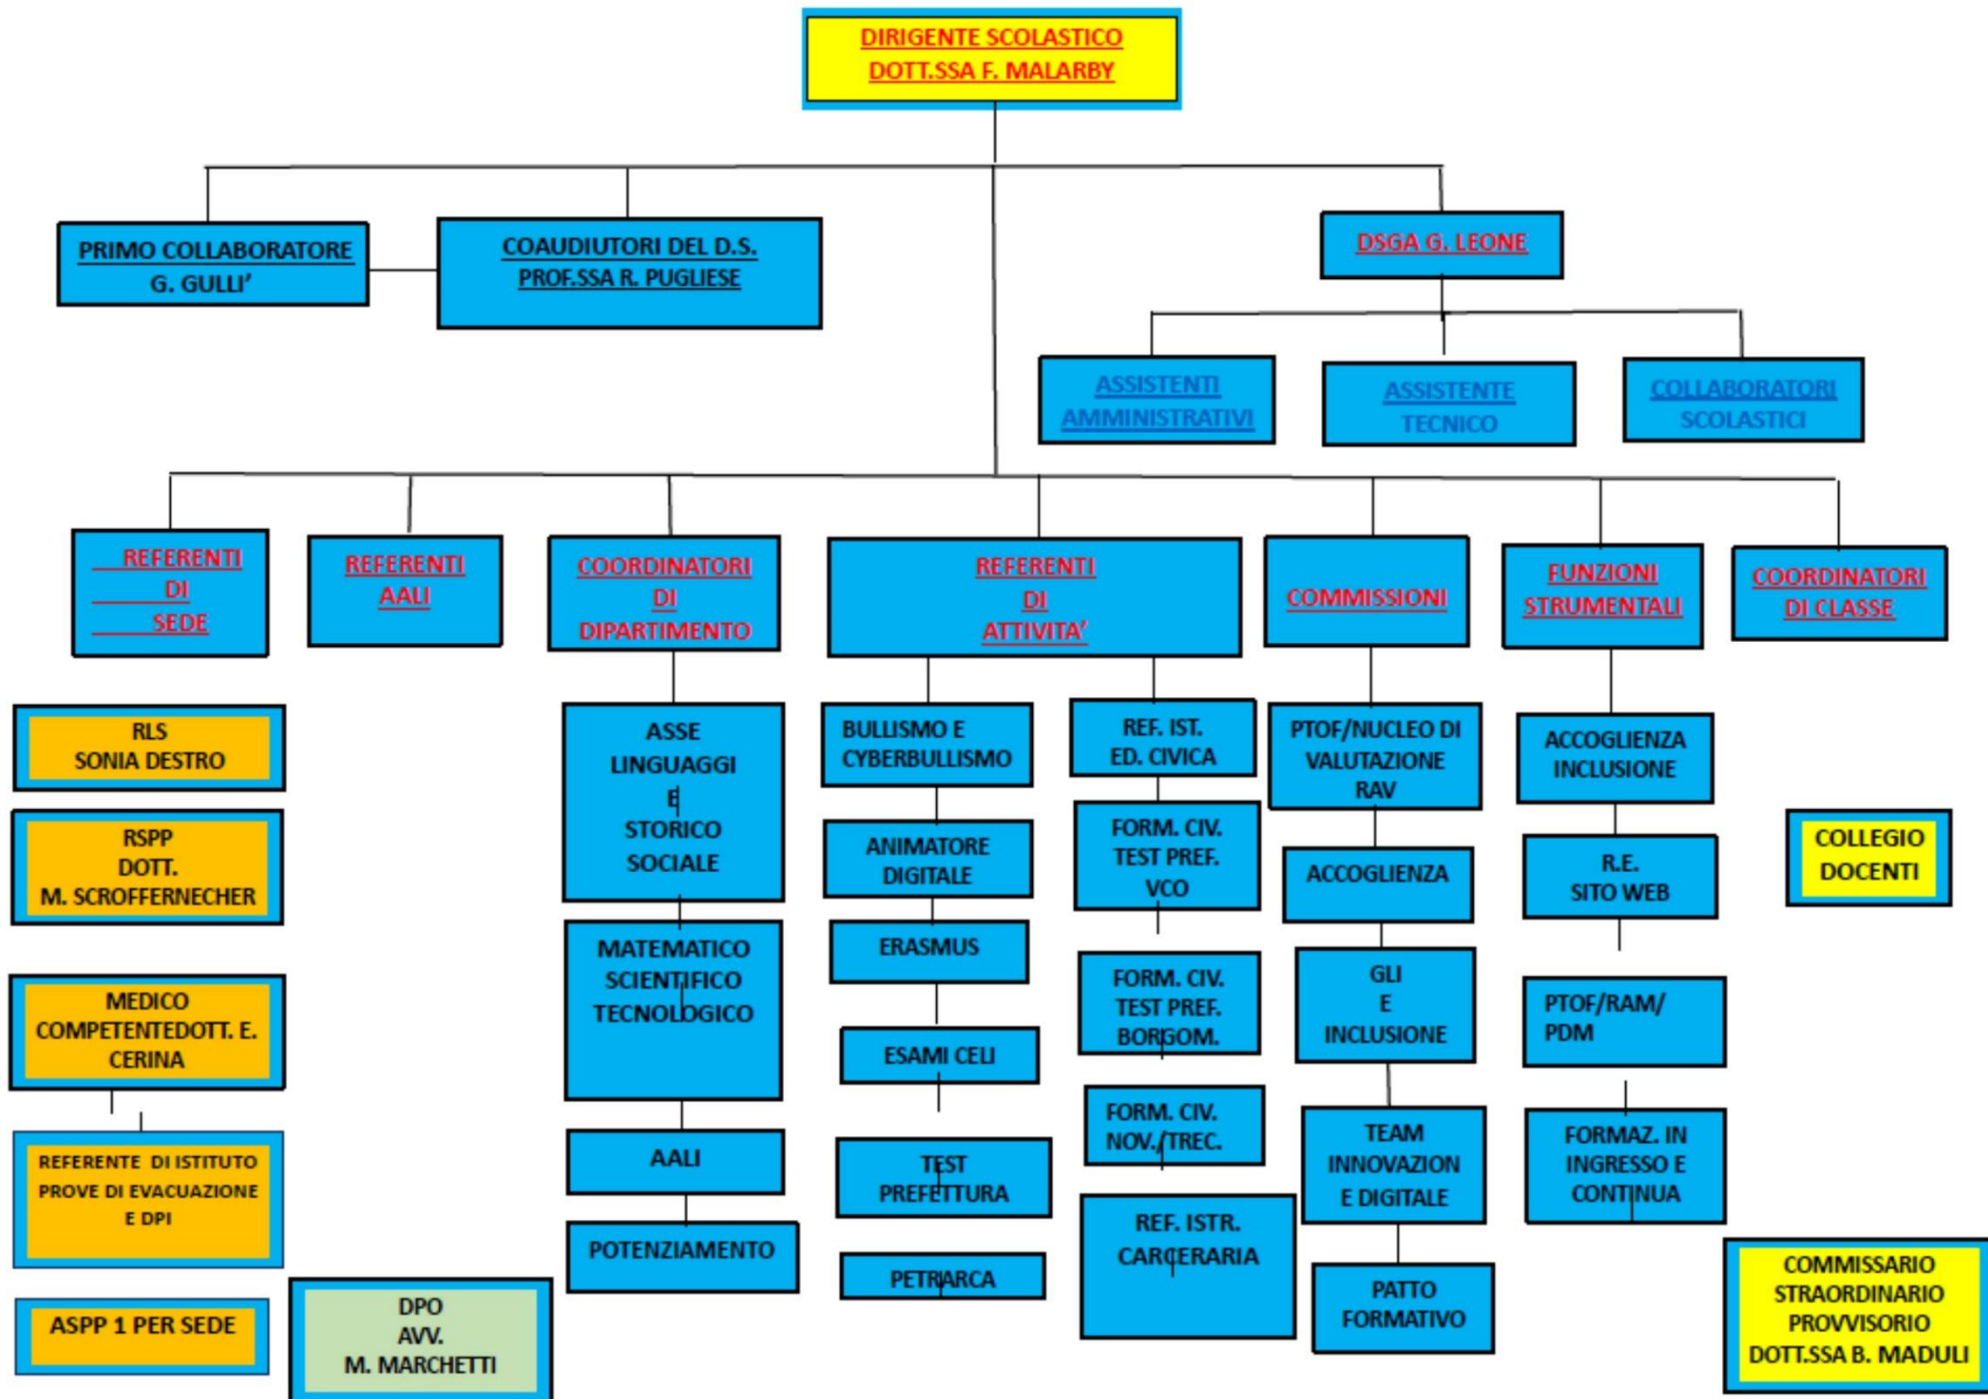 DIRIGENTE SCOLASTICO
DOTT.SSA F. MALARBY
PRIMO COLLABORATORE
G. GULLI'
COAUDIUTORI DEL D.S.
PROF.SSA R. PUGLIESE
DSGA G. LEONE
ASSISTENTI
AMMINISTRATIVI
ASSISTENTE
TECNICO
COLLABORATORI
SCOLASTICI
REFERENTI
DI
SEDE
REFERENTI
AALI
COORDINATORI
DI
DIPARTIMENTO
REFERENTI
DI
ATTIVITA'
COMMISSIONI
FUNZIONI
STRUMENTALI
COORDINATORI
DI CLASSE
RLS
SONIA DESTRO
RSPP
DOTT.
M. SCROFFERNECHER
MEDICO
COMPETENTEDOTT. E.
CERINA
REFERENTE DI ISTITUTO
PROVE DI EVACUAZIONE
E DPI
ASPP 1 PER SEDE
DPO
AVV.
M. MARCHETTI
ASSE
LINGUAGGI
E
STORICO
SOCIALE
MATEMATICO
SCIENTIFICO
TECNOLOGICO
AALI
POTENZIAMENTO
BULLISMO E
CYBERBULLISMO
ANIMATORE
DIGITALE
ERASMUS
ESAMI CELI
TEST
PREFETTURA
PETRARCA
REF. IST.
ED. CIVICA
FORM. CIV.
TEST PREF.
VCO
FORM. CIV.
TEST PREF.
BORGOM.
FORM. CIV.
NOV./TREC.
REF. ISTR.
CARCERARIA
PTOF/NUCLEO DI
VALUTAZIONE
RAV
ACCOGLIENZA
GLI
E
INCLUSIONE
TEAM
INNOVAZION
E DIGITALE
PATTO
FORMATIVO
ACCOGLIENZA
INCLUSIONE
R.E.
SITO WEB
PTOF/RAM/
PDM
FORMAZ. IN
INGRESSO E
CONTINUA
COLLEGIO
DOCENTI
COMMISSARIO
STRAORDINARIO
PROVVISORIO
DOTT.SSA B. MADULI